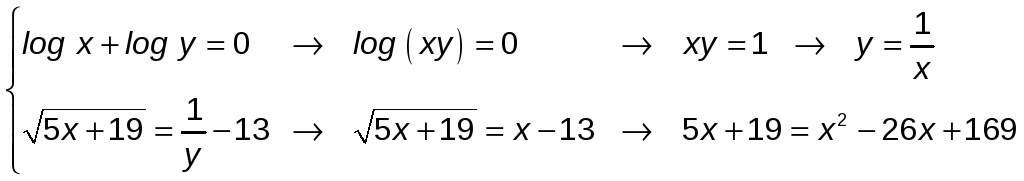 log x + log y = 0 → log (xy) = 0 → xy = 1 → y = 1/x
√(5x + 19) = 1/y − 13 → √(5x + 19) = x − 13 → 5x + 19 = x² − 26x + 169